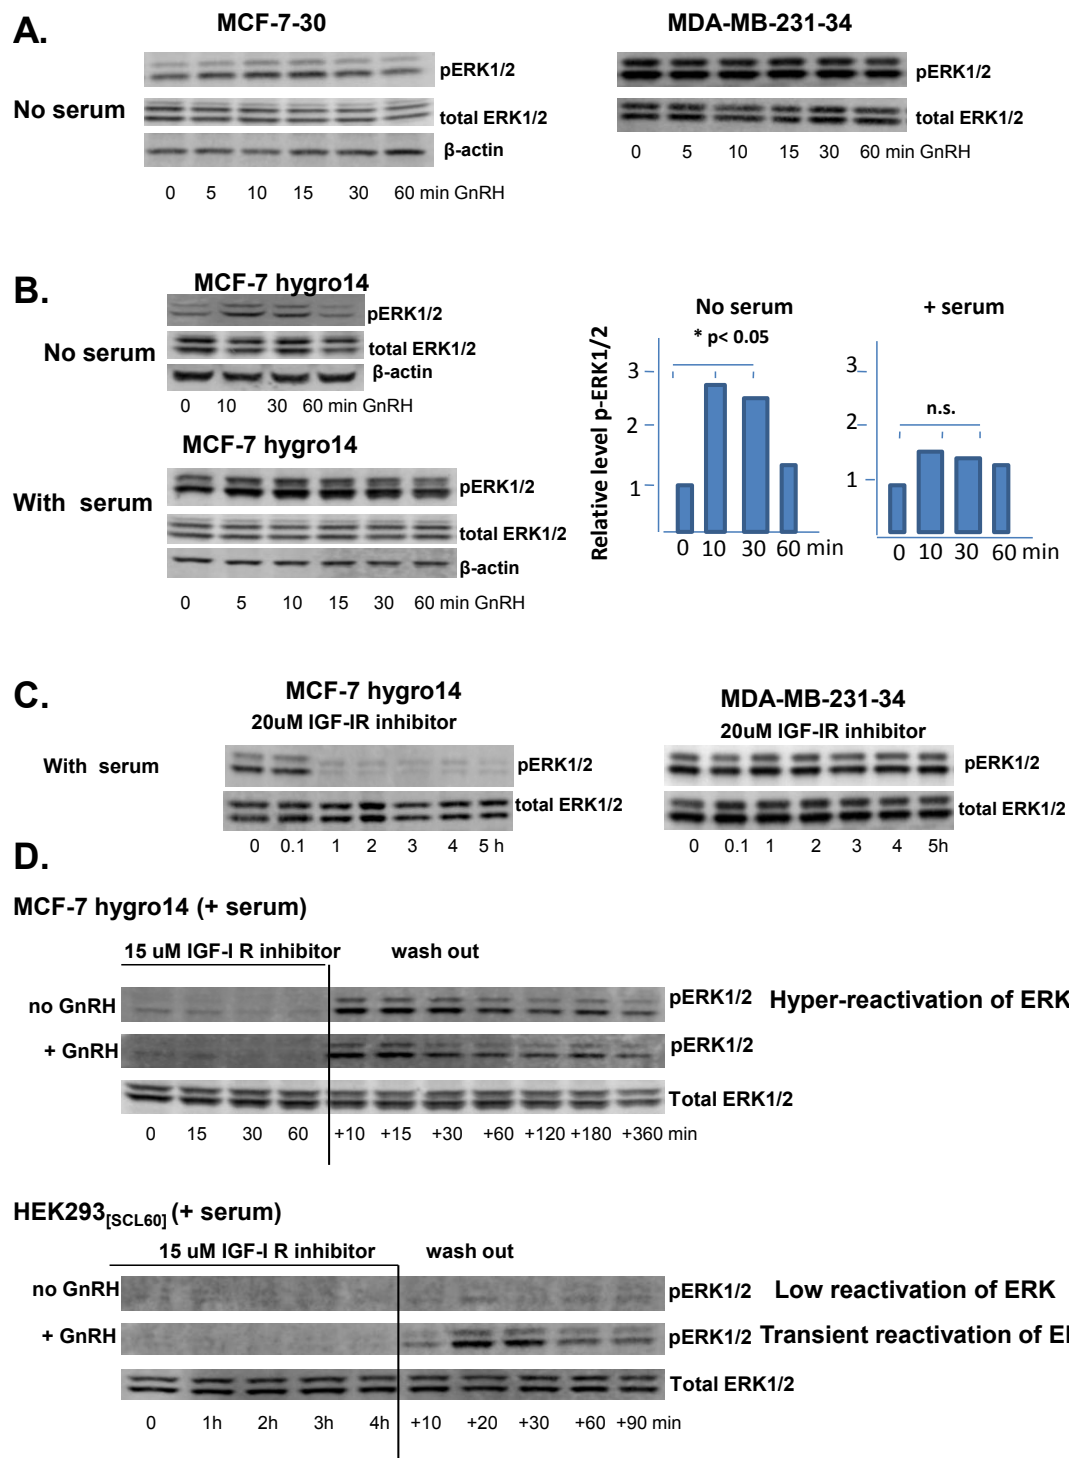 A.
MCF-7-30
MDA-MB-231-34
No serum
pERK1/2
total ERK1/2
β-actin
0 5 10 15 30 60 min GnRH
pERK1/2
total ERK1/2
0 5 10 15 30 60 min GnRH
B.
MCF-7 hygro14
No serum
pERK1/2
total ERK1/2
β-actin
0 10 30 60 min GnRH
MCF-7 hygro14
With serum
pERK1/2
total ERK1/2
β-actin
0 5 10 15 30 60 min GnRH
Relative level p-ERK1/2
No serum
* p< 0.05
3
2
1
0 10 30 60 min
+ serum
n.s.
3
2
1
0 10 30 60 min
C.
MCF-7 hygro14
20uM IGF-IR inhibitor
With serum
pERK1/2
total ERK1/2
0 0.1 1 2 3 4 5 h
MDA-MB-231-34
20uM IGF-IR inhibitor
pERK1/2
total ERK1/2
0 0.1 1 2 3 4 5h
D.
MCF-7 hygro14 (+ serum)
15 uM IGF-I R inhibitor wash out
no GnRH pERK1/2 Hyper-reactivation of ERK
+ GnRH pERK1/2
Total ERK1/2
0 15 30 60 +10 +15 +30 +60 +120 +180 +360 min
HEK293[SCL60] (+ serum)
15 uM IGF-I R inhibitor wash out
no GnRH pERK1/2 Low reactivation of ERK
+ GnRH pERK1/2 Transient reactivation of
Total ERK1/2
0 1h 2h 3h 4h +10 +20 +30 +60 +90 min